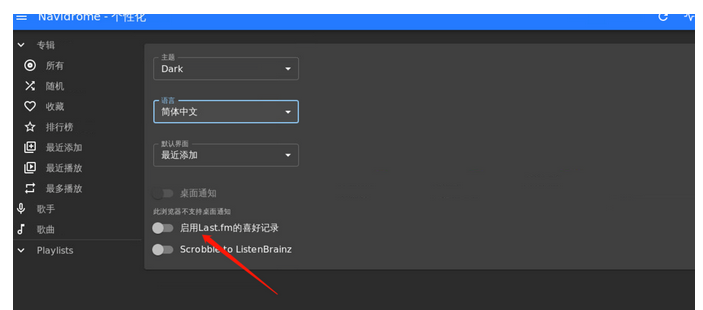 Navidrome - 个性化
专辑
所有
随机
收藏
排行榜
最近添加
最近播放
最多播放
歌手
歌曲
Playlists
主题
Dark
语言
简体中文
默认界面
最近添加
桌面通知
此浏览器不支持桌面通知
启用Last.fm的喜好记录
Scrobble to ListenBrainz